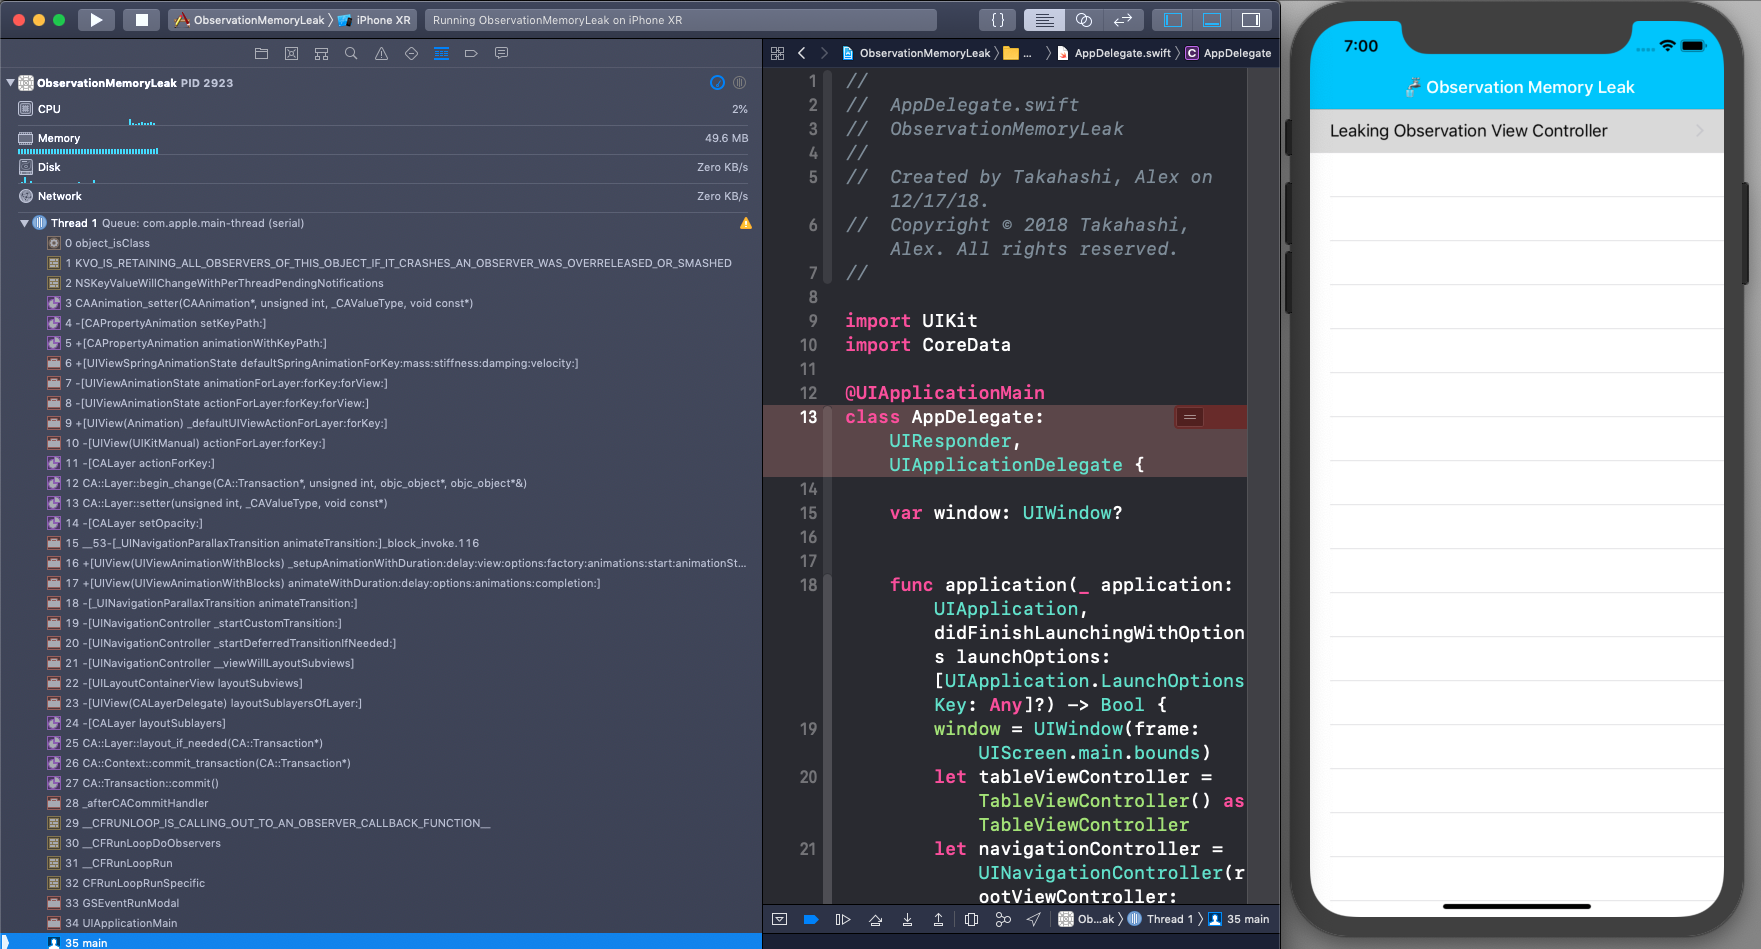 ObservationMemoryLeak
iPhone XR
Running ObservationMemoryLeak on iPhone XR
{}
ObservationMemoryLeak PID 2923
CPU
2%
Memory
49.6 MB
Disk
Zero KB/s
Network
Zero KB/s
Thread 1 Queue: com.apple.main-thread (serial)
0 object_isClass
1 KVO_IS_RETAINING_ALL_OBSERVERS_OF_THIS_OBJECT_IF_IT_CRASHES_AN_OBSERVER_WAS_OVERRELEASED_OR_SMASHED
2 NSKeyValueWillChangeWithPerThreadPendingNotifications
3 CAAnimation_setter(CAAnimation*, unsigned int, _CAValueType, void const*)
4 -[CAPropertyAnimation setKeyPath:]
5 +[CAPropertyAnimation animationWithKeyPath:]
6 +[UIViewSpringAnimationState defaultSpringAnimationForKey:mass:stiffness:damping:velocity:]
7 -[UIViewAnimationState animationForLayer:forKey:forView:]
8 -[UIViewAnimationState actionForLayer:forKey:forView:]
9 +[UIView(Animation) _defaultUIViewActionForLayer:forKey:]
10 -[UIView(UIKitManual) actionForLayer:forKey:]
11 -[CALayer actionForKey:]
12 CA::Layer::begin_change(CA::Transaction*, unsigned int, objc_object*, objc_object*&)
13 CA::Layer::setter(unsigned int, _CAValueType, void const*)
14 -[CALayer setOpacity:]
15 __53-[_UINavigationParallaxTransition animateTransition:]_block_invoke.116
16 +[UIView(UIViewAnimationWithBlocks) _setupAnimationWithDuration:delay:view:options:factory:animations:start:animationSt...
17 +[UIView(UIViewAnimationWithBlocks) animateWithDuration:delay:options:animations:completion:]
18 -[_UINavigationParallaxTransition animateTransition:]
19 -[UINavigationController _startCustomTransition:]
20 -[UINavigationController _startDeferredTransitionIfNeeded:]
21 -[UINavigationController __viewWillLayoutSubviews]
22 -[UILayoutContainerView layoutSubviews]
23 -[UIView(CALayerDelegate) layoutSublayersOfLayer:]
24 -[CALayer layoutSublayers]
25 CA::Layer::layout_if_needed(CA::Transaction*)
26 CA::Context::commit_transaction(CA::Transaction*)
27 CA::Transaction::commit()
28 _afterCACommitHandler
29 __CFRUNLOOP_IS_CALLING_OUT_TO_AN_OBSERVER_CALLBACK_FUNCTION__
30 __CFRunLoopDoObservers
31 __CFRunLoopRun
32 CFRunLoopRunSpecific
33 GSEventRunModal
34 UIApplicationMain
35 main
ObservationMemoryLeak
...
AppDelegate.swift
C AppDelegate
1 //
2 //  AppDelegate.swift
3 //  ObservationMemoryLeak
4 //
5 //  Created by Takahashi, Alex on
12/17/18.
6 //  Copyright © 2018 Takahashi,
Alex. All rights reserved.
7 //
8
9 import UIKit
10 import CoreData
11
12 @UIApplicationMain
13 class AppDelegate:
UIResponder,
UIApplicationDelegate {
14
15 var window: UIWindow?
16
17
18 func application(_ application:
UIApplication,
didFinishLaunchingWithOption
s launchOptions:
[UIApplication.LaunchOptions
Key: Any]?) -> Bool {
19 window = UIWindow(frame:
UIScreen.main.bounds)
20 let tableViewController =
TableViewController() as
TableViewController
21 let navigationController =
UINavigationController(r
ootViewController:
Ob...ak
Thread 1
35 main
7:00
Observation Memory Leak
Leaking Observation View Controller